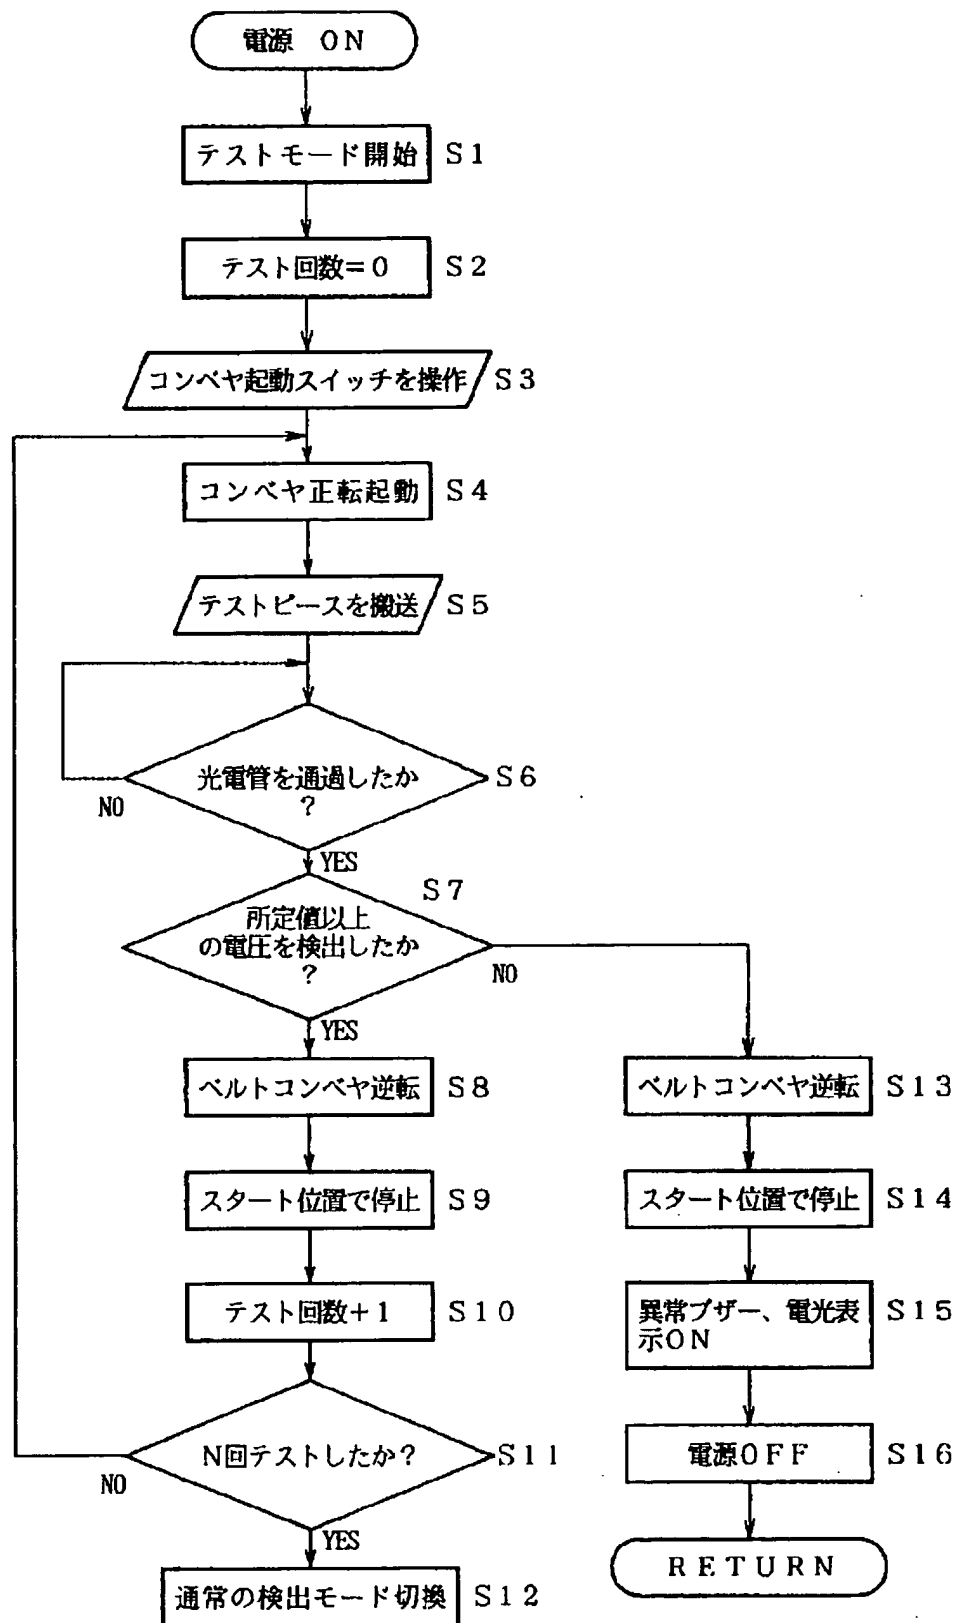 電源 ON
テストモード開始 S1
テスト回数=0 S2
コンベヤ起動スイッチを操作 S3
コンベヤ正転起動 S4
テストピースを搬送 S5
光電管を通過したか S6
?
NO
YES
S7
所定値以上
の電圧を検出したか
?
NO
YES
ベルトコンベヤ逆転 S8
スタート位置で停止 S9
テスト回数+1 S10
N回テストしたか? S11
NO
YES
通常の検出モード切換 S12
ベルトコンベヤ逆転 S13
スタート位置で停止 S14
異常ブザー、電光表 S15
示ON
電源OFF S16
RETURN